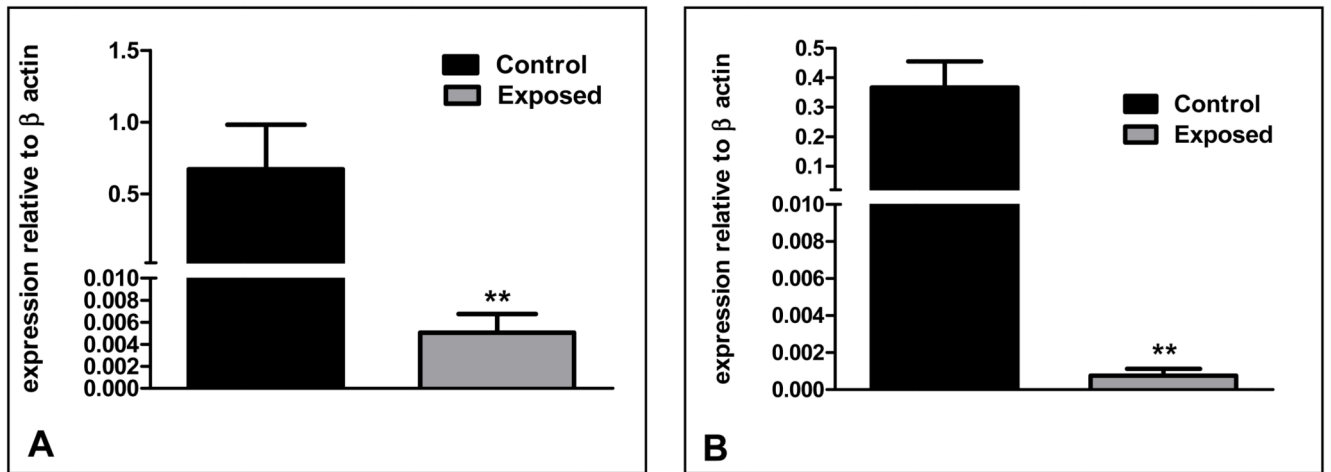 expression relative to β actin
1.5
1.0
0.5
0.010
0.008
0.006
0.004
0.002
0.000
Control
Exposed
**
A
expression relative to β actin
0.5
0.4
0.3
0.2
0.1
0.010
0.008
0.006
0.004
0.002
0.000
Control
Exposed
**
B